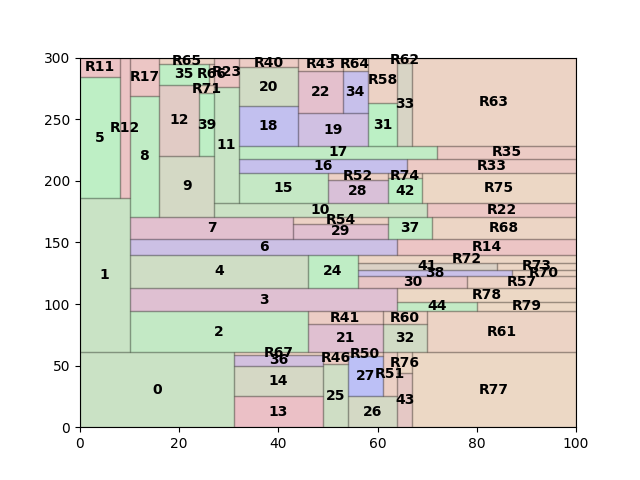 300
R11 R65 R40 R43 R64 R62
R17 35 R66 R23 R58
R71 20 22 34 33 R63
250
5 R12 12 39 18 19 31
8 11 17 R35
16 R33
200
9 15 R52 28 R74 42 R75
10 R22
7 R54 29 37 R68
150
6 R14
1 4 24 41 R72 R73
38 R70
30 R57
100
3 44 R78 R79
2 R41 R60
21 32 R61
50
0 R67 36 R46 R50 R76
14 27 R51 R77
13 25 26 43
0
0 20 40 60 80 100